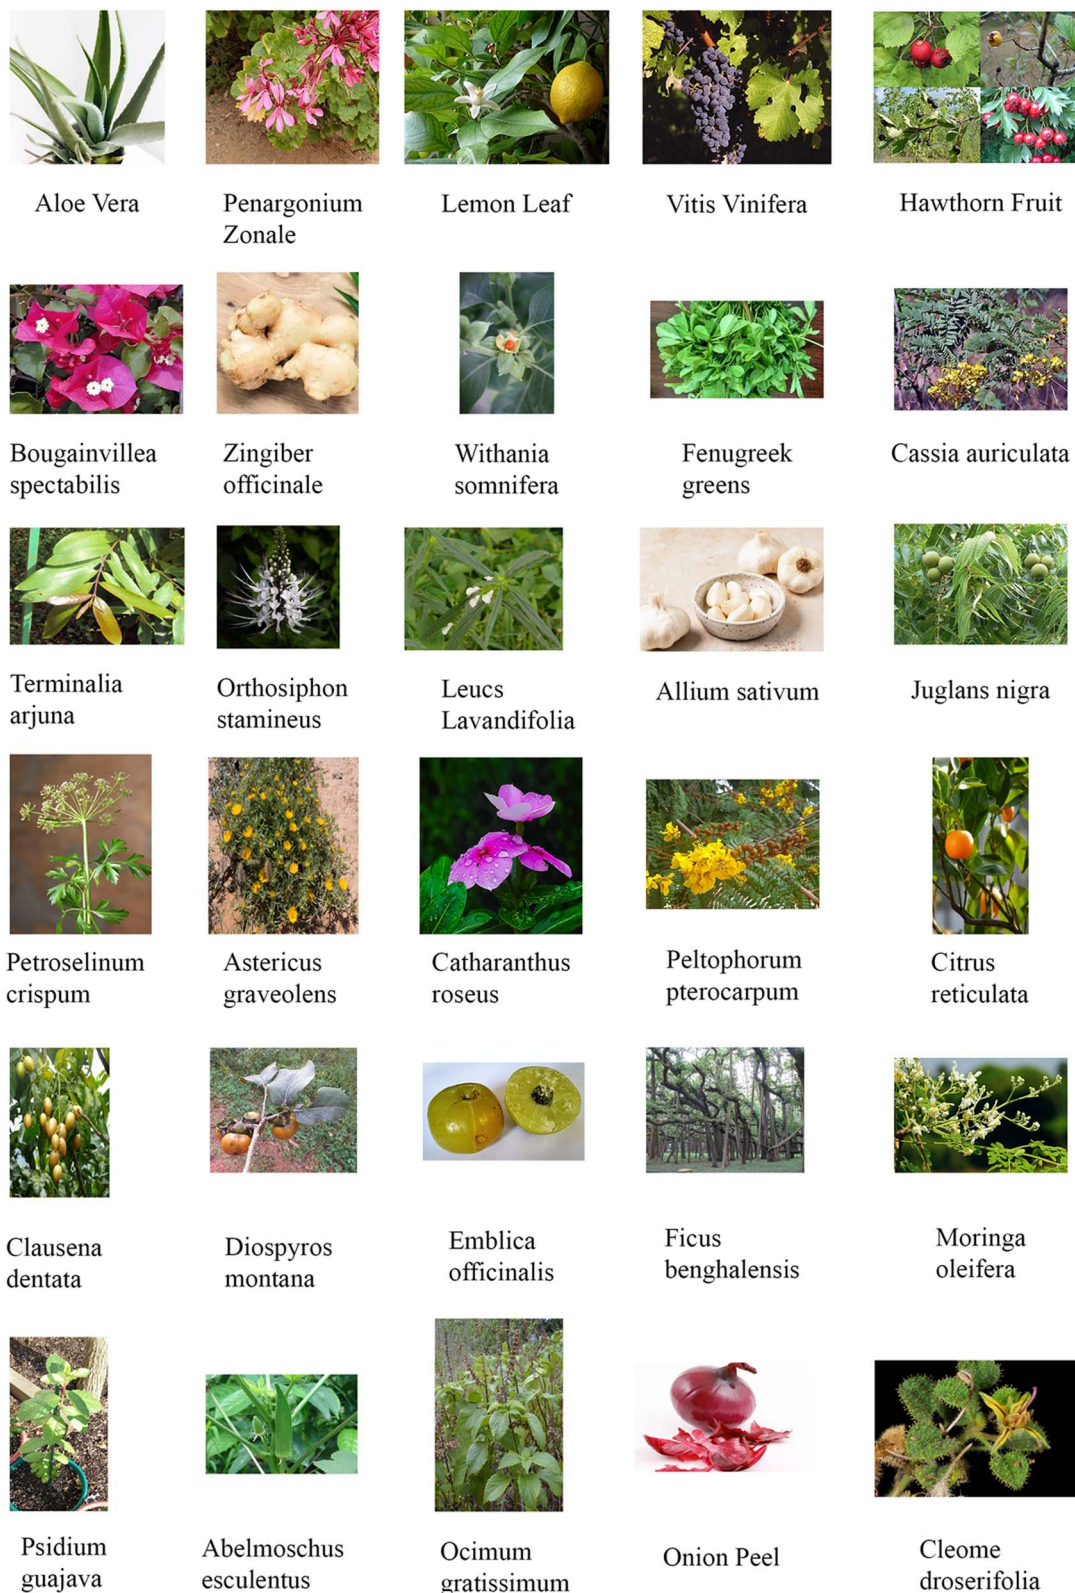 Aloe Vera
Penargonium
Zonale
Lemon Leaf
Vitis Vinifera
Hawthorn Fruit
Bougainvillea
spectabilis
Zingiber
officinale
Withania
somnifera
Fenugreek
greens
Cassia auriculata
Terminalia
arjuna
Orthosiphon
stamineus
Leucs
Lavandifolia
Allium sativum
Juglans nigra
Petroselinum
crispum
Astericus
graveolens
Catharanthus
roseus
Peltophorum
pterocarpum
Citrus
reticulata
Clausena
dentata
Diospyros
montana
Emblica
officinalis
Ficus
benghalensis
Moringa
oleifera
Psidium
guajava
Abelmoschus
esculentus
Ocimum
gratissimum
Onion Peel
Cleome
droserifolia